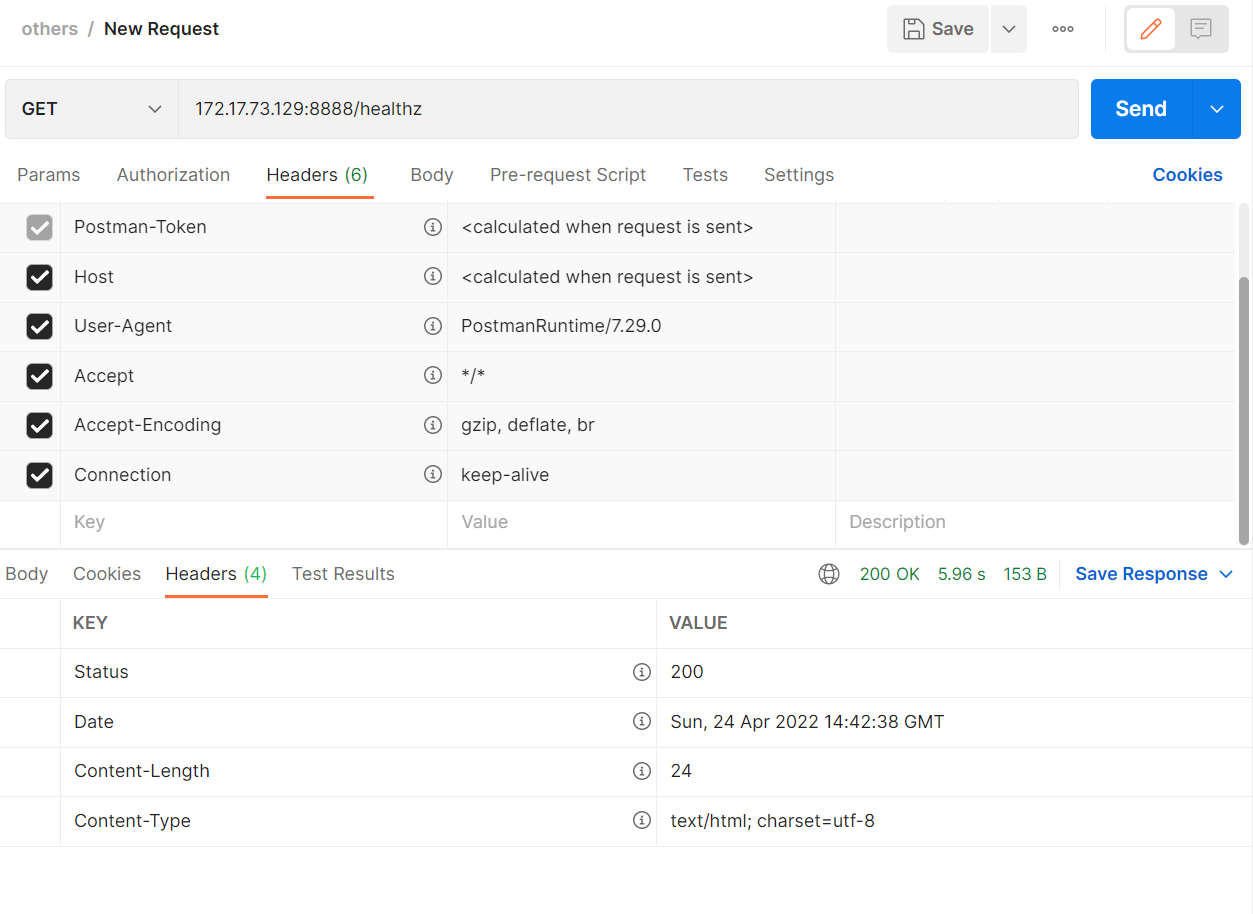 others / New Request Save
GET 172.17.73.129:8888/healthz Send
Params Authorization Headers (6) Body Pre-request Script Tests Settings Cookies
Postman-Token <calculated when request is sent>
Host <calculated when request is sent>
User-Agent PostmanRuntime/7.29.0
Accept */*
Accept-Encoding gzip, deflate, br
Connection keep-alive
Key Value Description
Body Cookies Headers (4) Test Results 200 OK 5.96 s 153 B Save Response
KEY VALUE
Status 200
Date Sun, 24 Apr 2022 14:42:38 GMT
Content-Length 24
Content-Type text/html; charset=utf-8